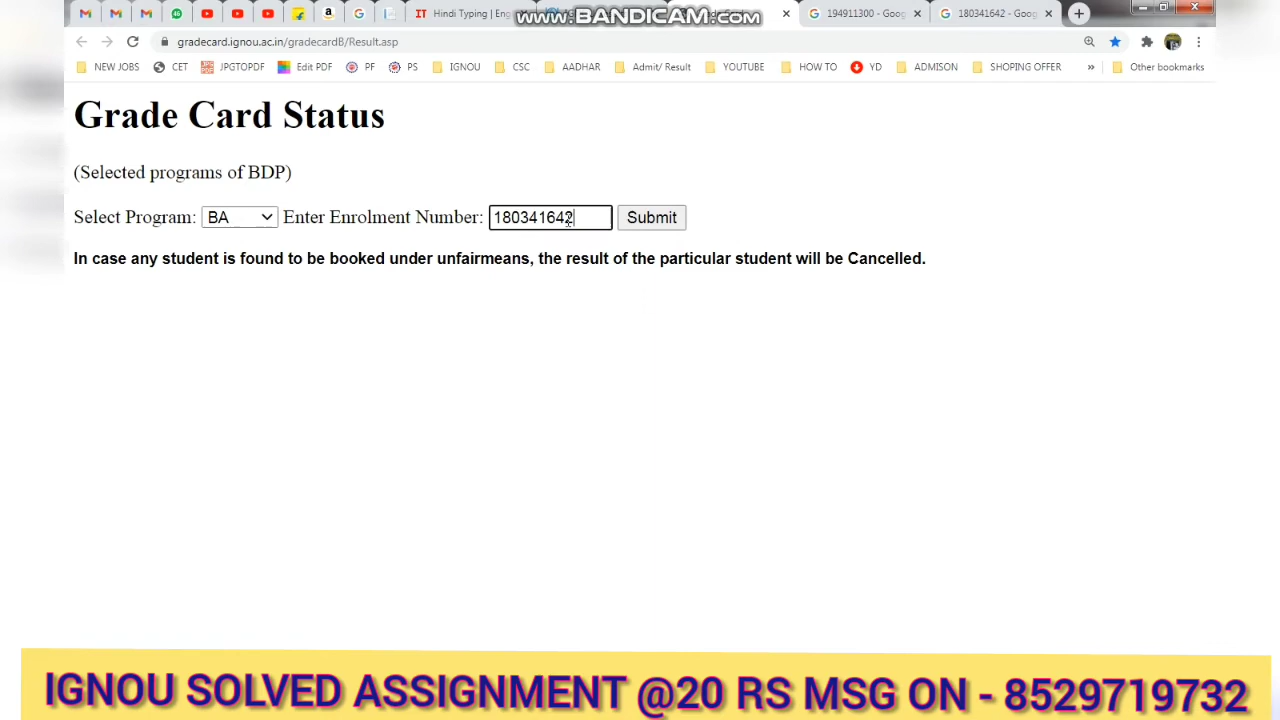 www.BANDICAM.com
IT Hindi Typing | Eng
194911300 - Goog
180341642 - Goog
gradecard.ignou.ac.in/gradecardB/Result.asp
NEW JOBS CET JPGTOPDF Edit PDF PF PS IGNOU CSC AADHAR Admit/ Result YOUTUBE HOW TO YD ADMISON SHOPING OFFER » Other bookmarks
Grade Card Status
(Selected programs of BDP)
Select Program: BA Enter Enrolment Number: 180341642 Submit
In case any student is found to be booked under unfairmeans, the result of the particular student will be Cancelled.
IGNOU SOLVED ASSIGNMENT @20 RS MSG ON - 8529719732